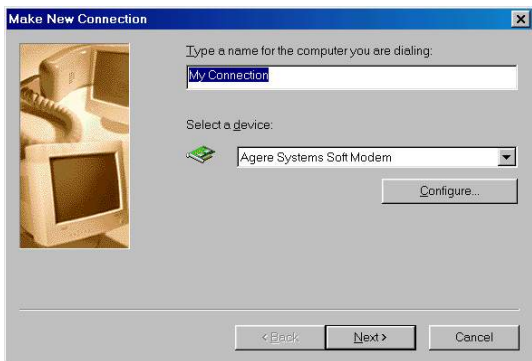 Make New Connection
Type a name for the computer you are dialing:
My Connection
Select a device:
Agere Systems Soft Modem
Configure...
< Back
Next >
Cancel